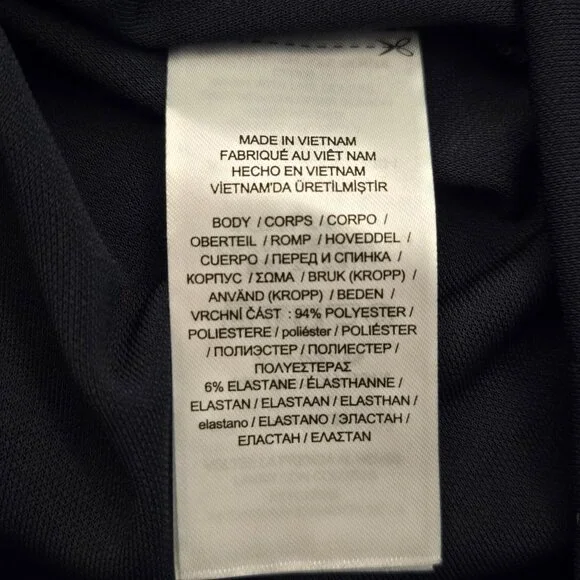 MADE IN VIETNAM
FABRIQUÉ AU VIÊT NAM
HECHO EN VIETNAM
VİETNAM'DA ÜRETİLMİŞTİR
BODY / CORPS / CORPO /
OBERTEIL / ROMP / HOVEDDEL /
CUERPO / ПЕРЕД И СПИНКА /
КОРПУС / ΣΩΜΑ / BRUK (KROPP) /
ANVÄND (KROPP) / BEDEN /
VRCHNÍ ČÁST : 94% POLYESTER /
POLIESTERE / poliéster / POLIÉSTER
/ ПОЛИЭСТЕР / ПОЛИЕСТЕР /
ΠΟΛΥΕΣΤΕΡΑΣ
6% ELASTANE / ÉLASTHANNE /
ELASTAN / ELASTAAN / ELASTHAN /
elastano / ELASTANO / ЭЛАСТАН /
ЕЛАСТАН / ΕΛΑΣΤΑΝ